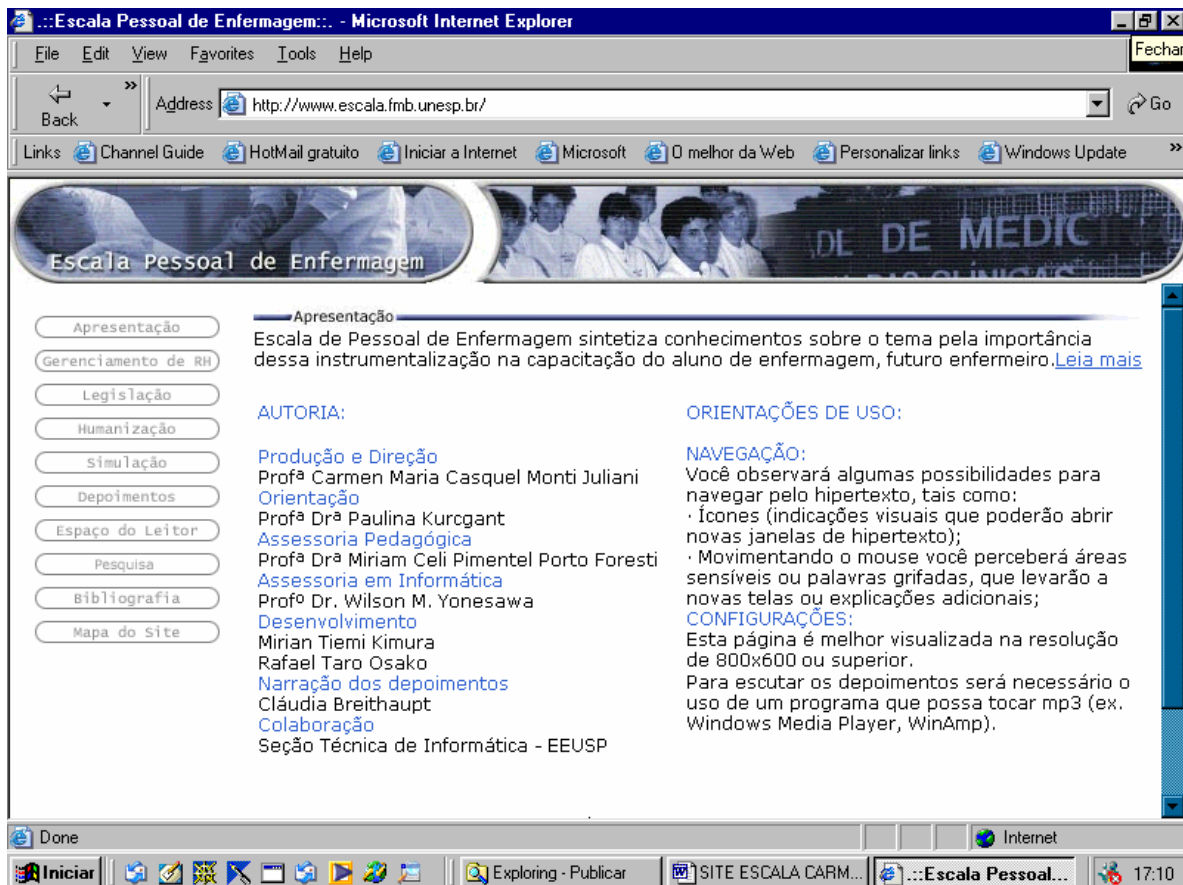 .::Escala Pessoal de Enfermagem::. - Microsoft Internet Explorer
File Edit View Favorites Tools Help
Fechar
Back
»
Address http://www.escala.fmb.unesp.br/ Go
Links Channel Guide HotMail gratuito Iniciar a Internet Microsoft O melhor da Web Personalizar links Windows Update »
Escala Pessoal de Enfermagem
DE MEDIC
Apresentação
Gerenciamento de RH
Legislação
Humanização
Simulação
Depoimentos
Espaço do Leitor
Pesquisa
Bibliografia
Mapa do Site
Apresentação
Escala de Pessoal de Enfermagem sintetiza conhecimentos sobre o tema pela importância
dessa instrumentalização na capacitação do aluno de enfermagem, futuro enfermeiro.Leia mais
AUTORIA:
Produção e Direção
Profª Carmen Maria Casquel Monti Juliani
Orientação
Profª Drª Paulina Kurcgant
Assessoria Pedagógica
Profª Drª Miriam Celi Pimentel Porto Foresti
Assessoria em Informática
Profº Dr. Wilson M. Yonesawa
Desenvolvimento
Mirian Tiemi Kimura
Rafael Taro Osako
Narração dos depoimentos
Cláudia Breithaupt
Colaboração
Seção Técnica de Informática - EEUSP
ORIENTAÇÕES DE USO:
NAVEGAÇÃO:
Você observará algumas possibilidades para
navegar pelo hipertexto, tais como:
· Ícones (indicações visuais que poderão abrir
novas janelas de hipertexto);
· Movimentando o mouse você perceberá áreas
sensíveis ou palavras grifadas, que levarão a
novas telas ou explicações adicionais;
CONFIGURAÇÕES:
Esta página é melhor visualizada na resolução
de 800x600 ou superior.
Para escutar os depoimentos será necessário o
uso de um programa que possa tocar mp3 (ex.
Windows Media Player, WinAmp).
Done Internet
Iniciar Exploring - Publicar SITE ESCALA CARM... .::Escala Pessoal... 17:10